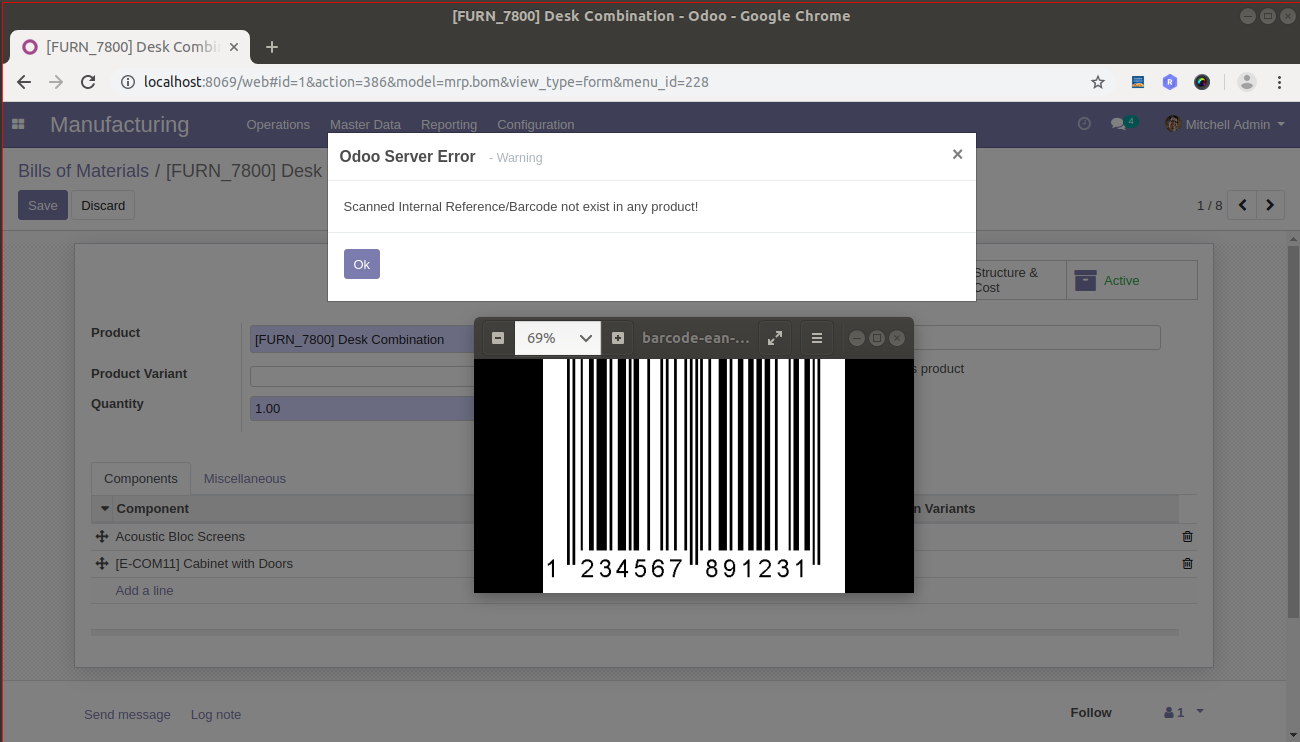 [FURN_7800] Desk Combination - Odoo - Google Chrome
[FURN_7800] Desk Combin
localhost:8069/web#id=1&action=386&model=mrp.bom&view_type=form&menu_id=228
R
Manufacturing Operations Master Data Reporting Configuration 4 Mitchell Admin
Odoo Server Error - Warning
Bills of Materials / [FURN_7800] Desk
Save Discard
1 / 8
Scanned Internal Reference/Barcode not exist in any product!
Ok
Structure &
Cost
Active
69% barcode-ean-...
Product [FURN_7800] Desk Combination
s product
Product Variant
Quantity 1.00
Components Miscellaneous
Component
n Variants
Acoustic Bloc Screens
[E-COM11] Cabinet with Doors
Add a line
1 234567 891231
Send message Log note Follow 1